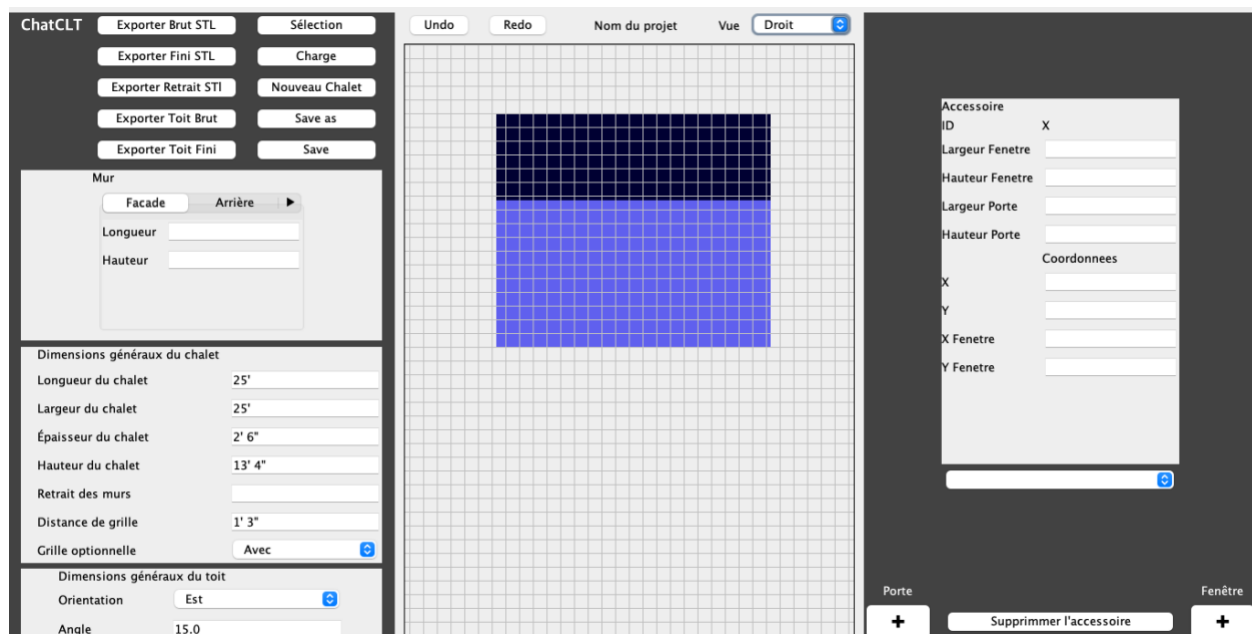 ChatCLT
Exporter Brut STL
Sélection
Exporter Fini STL
Charge
Exporter Retrait STl
Nouveau Chalet
Exporter Toit Brut
Save as
Exporter Toit Fini
Save
Mur
Facade
Arrière
Longueur
Hauteur
Dimensions généraux du chalet
Longueur du chalet 25'
Largeur du chalet 25'
Épaisseur du chalet 2' 6"
Hauteur du chalet 13' 4"
Retrait des murs
Distance de grille 1' 3"
Grille optionnelle Avec
Dimensions généraux du toit
Orientation Est
Angle 15.0
Undo
Redo
Nom du projet
Vue Droit
Accessoire
ID X
Largeur Fenetre
Hauteur Fenetre
Largeur Porte
Hauteur Porte
Coordonnees
X
Y
X Fenetre
Y Fenetre
Porte
Fenêtre
+
Supprimmer l'accessoire
+